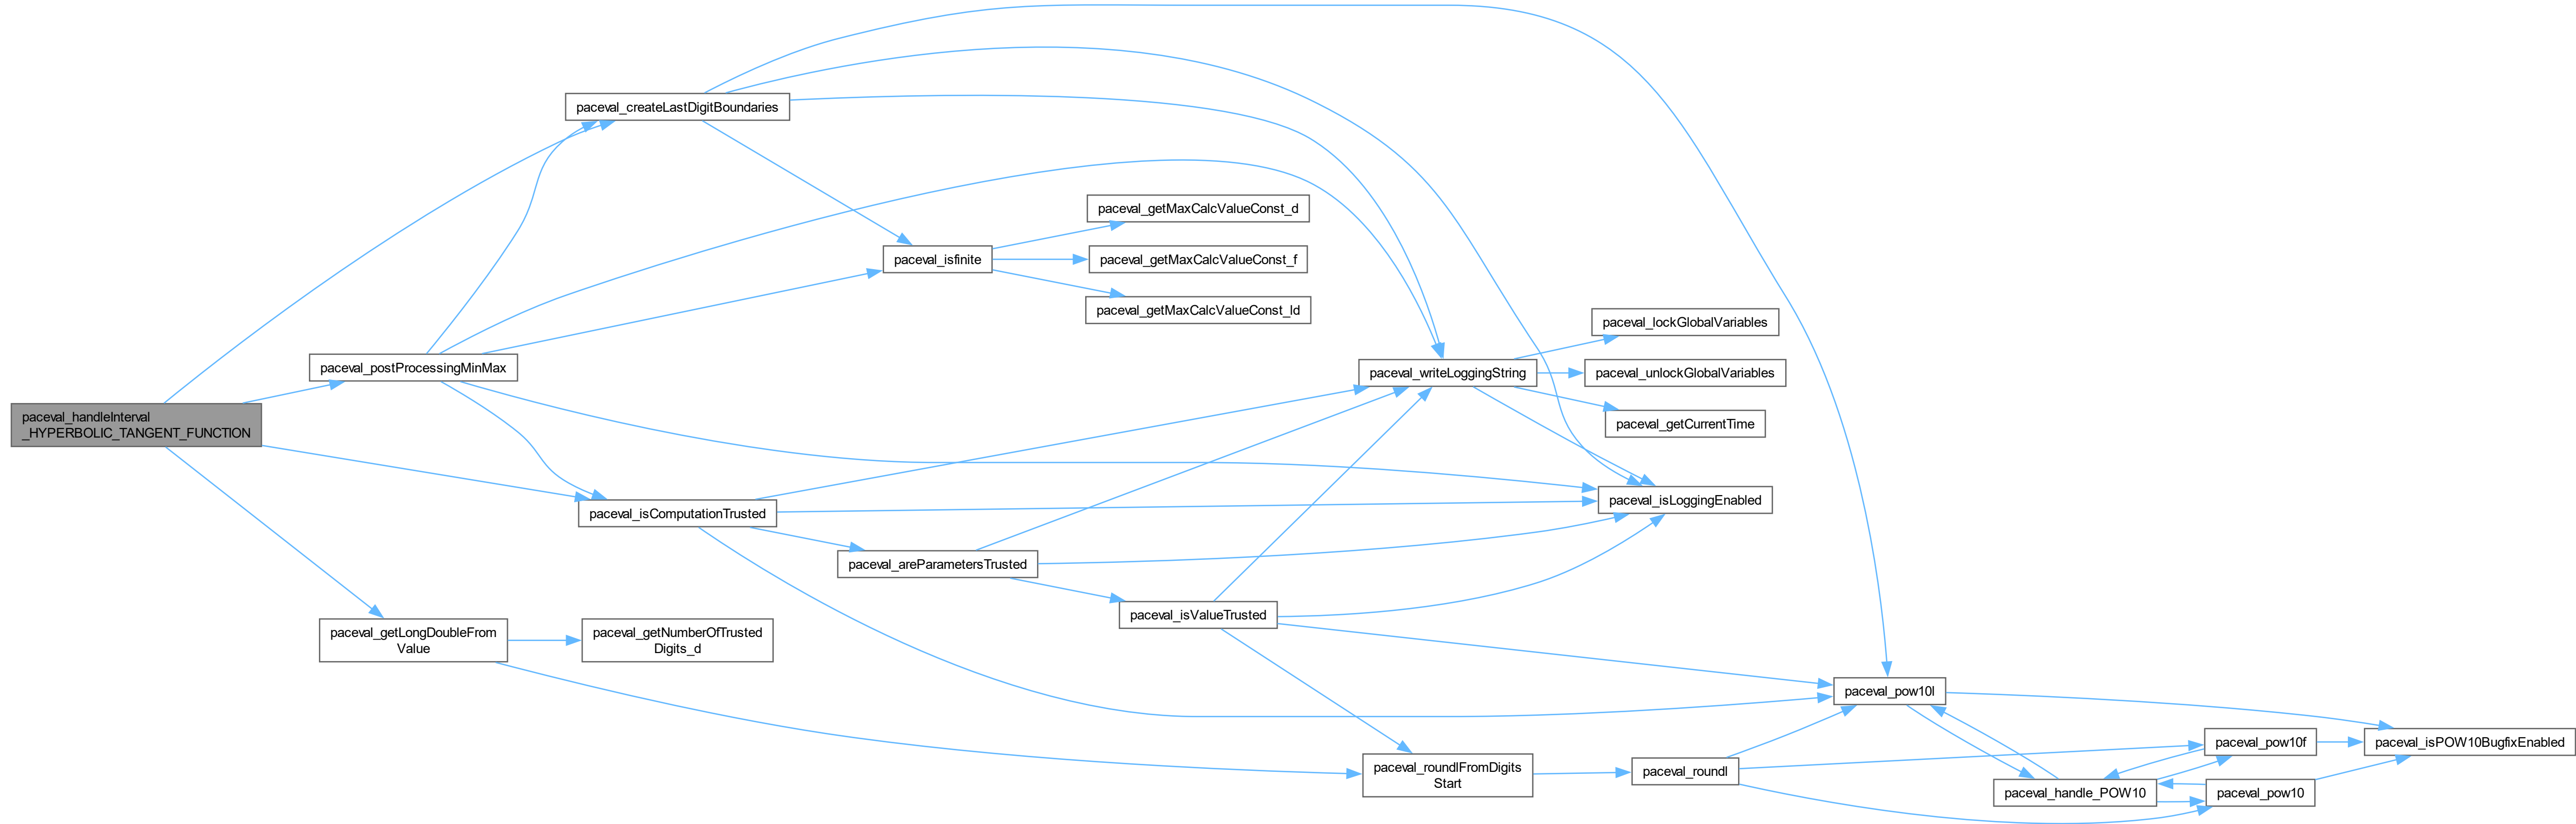 paceval_createLastDigitBoundaries
paceval_getMaxCalcValueConst_d
paceval_isfinite
paceval_getMaxCalcValueConst_f
paceval_getMaxCalcValueConst_ld
paceval_lockGlobalVariables
paceval_postProcessingMinMax
paceval_writeLoggingString
paceval_unlockGlobalVariables
paceval_handleInterval
_HYPERBOLIC_TANGENT_FUNCTION
paceval_getCurrentTime
paceval_isLoggingEnabled
paceval_isComputationTrusted
paceval_areParametersTrusted
paceval_isValueTrusted
paceval_getLongDoubleFrom
Value
paceval_getNumberOfTrusted
Digits_d
paceval_pow10l
paceval_pow10f
paceval_isPOW10BugfixEnabled
paceval_roundlFromDigits
Start
paceval_roundl
paceval_handle_POW10
paceval_pow10